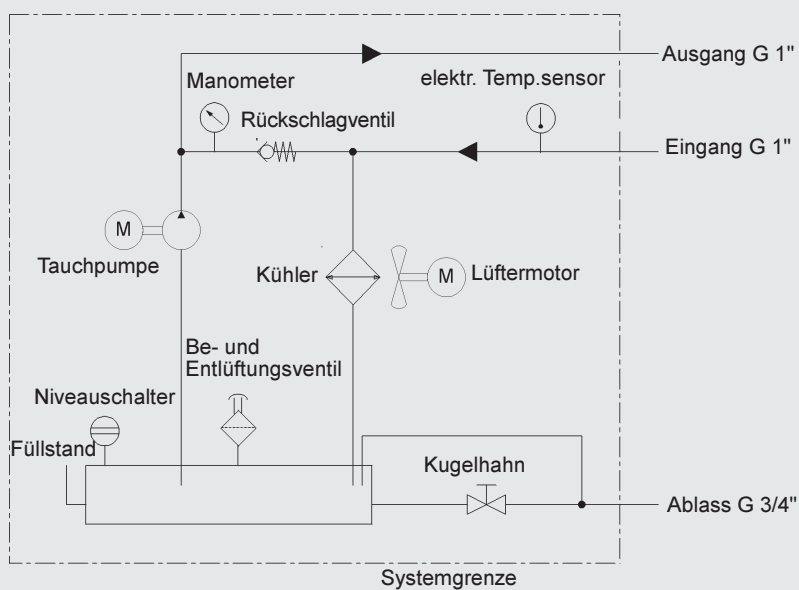 Ausgang G 1"
Manometer
elektr. Temp.sensor
Rückschlagventil
Eingang G 1"
M
Tauchpumpe
Kühler
M
Lüftermotor
Be- und
Entlüftungsventil
Niveauschalter
Füllstand
Kugelhahn
Ablass G 3/4"
Systemgrenze